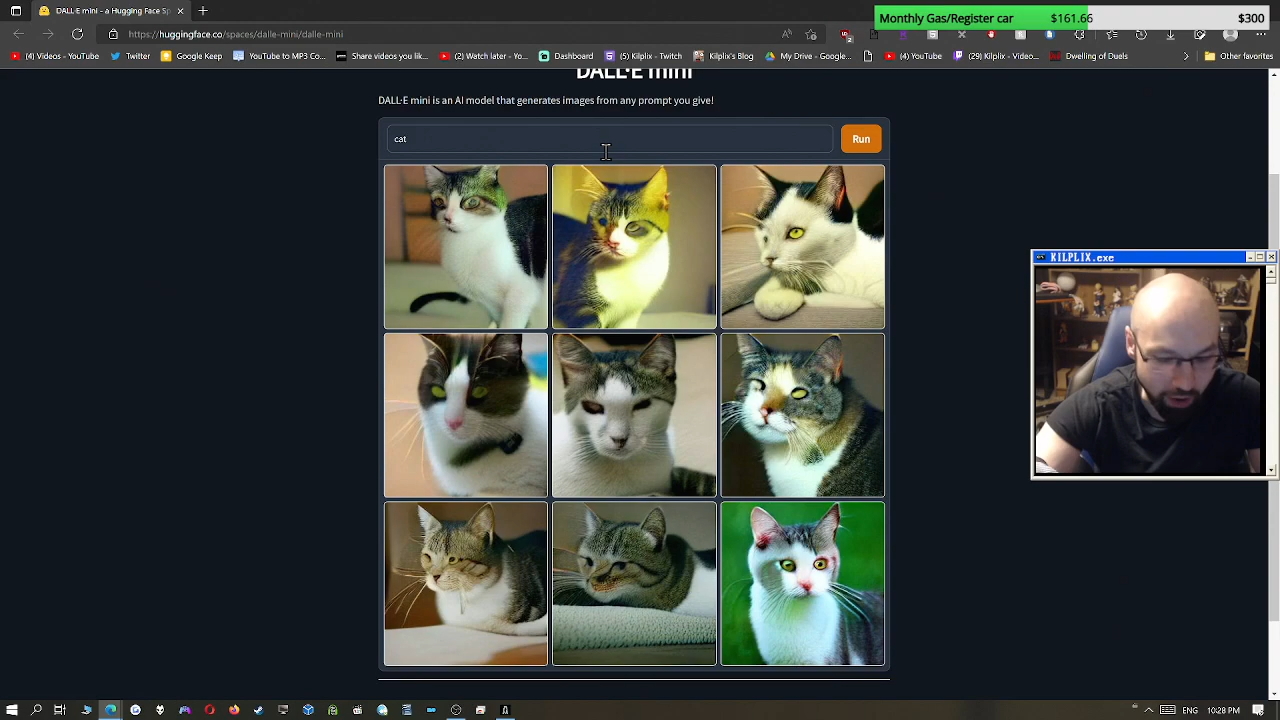 DALL·E mini - a Hugging Face Sp
Monthly Gas/Register car $161.66 $300
https://huggingface.co/spaces/dalle-mini/dalle-mini
(4) Videos - YouTube
Twitter
Google Keep
YouTube to MP3 Co...
More videos you lik...
(2) Watch later - Yo...
Dashboard
(5) Kilplix - Twitch
Kilplix's Blog
My Drive - Google...
(4) Videos - YouTube
(29) Kilplix - Video...
Dwelling of Duels
Other favorites
DALL·E mini
DALL·E mini is an AI model that generates images from any prompt you give!
cat
Run
KILPLIX.exe
10:28 PM